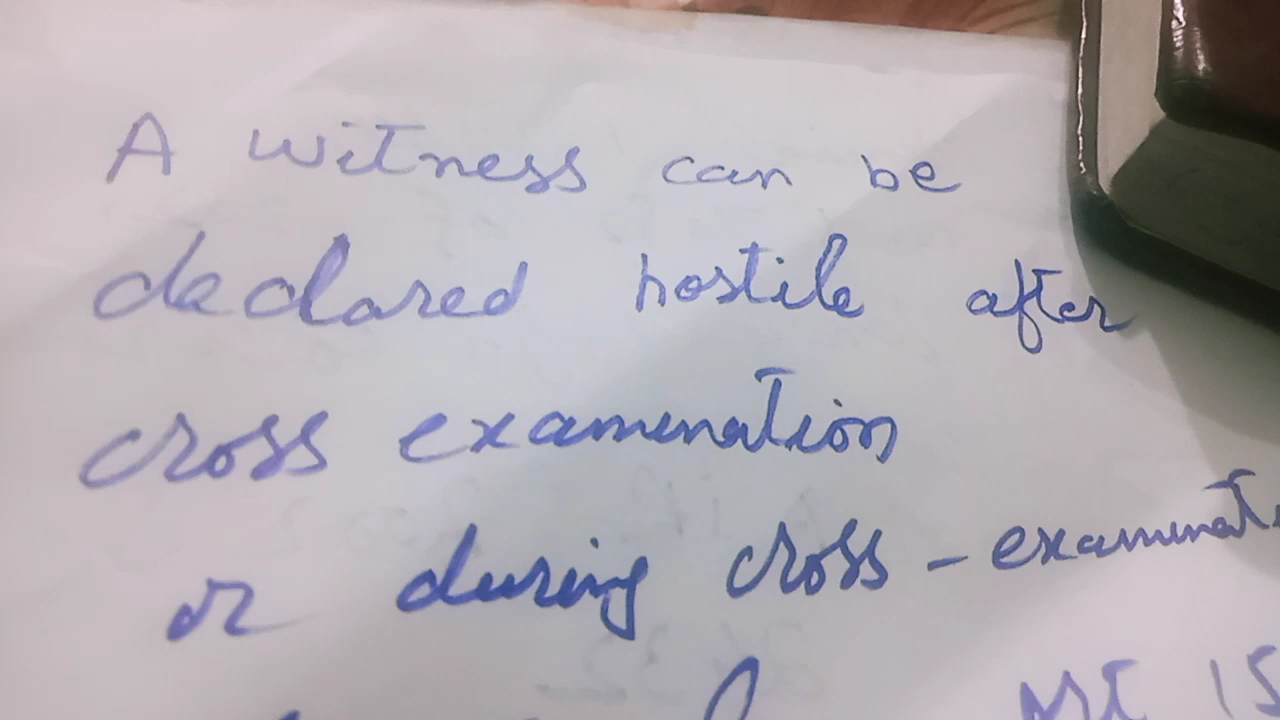 A witness can be
declared hostile after
cross examination
or during cross - examinat